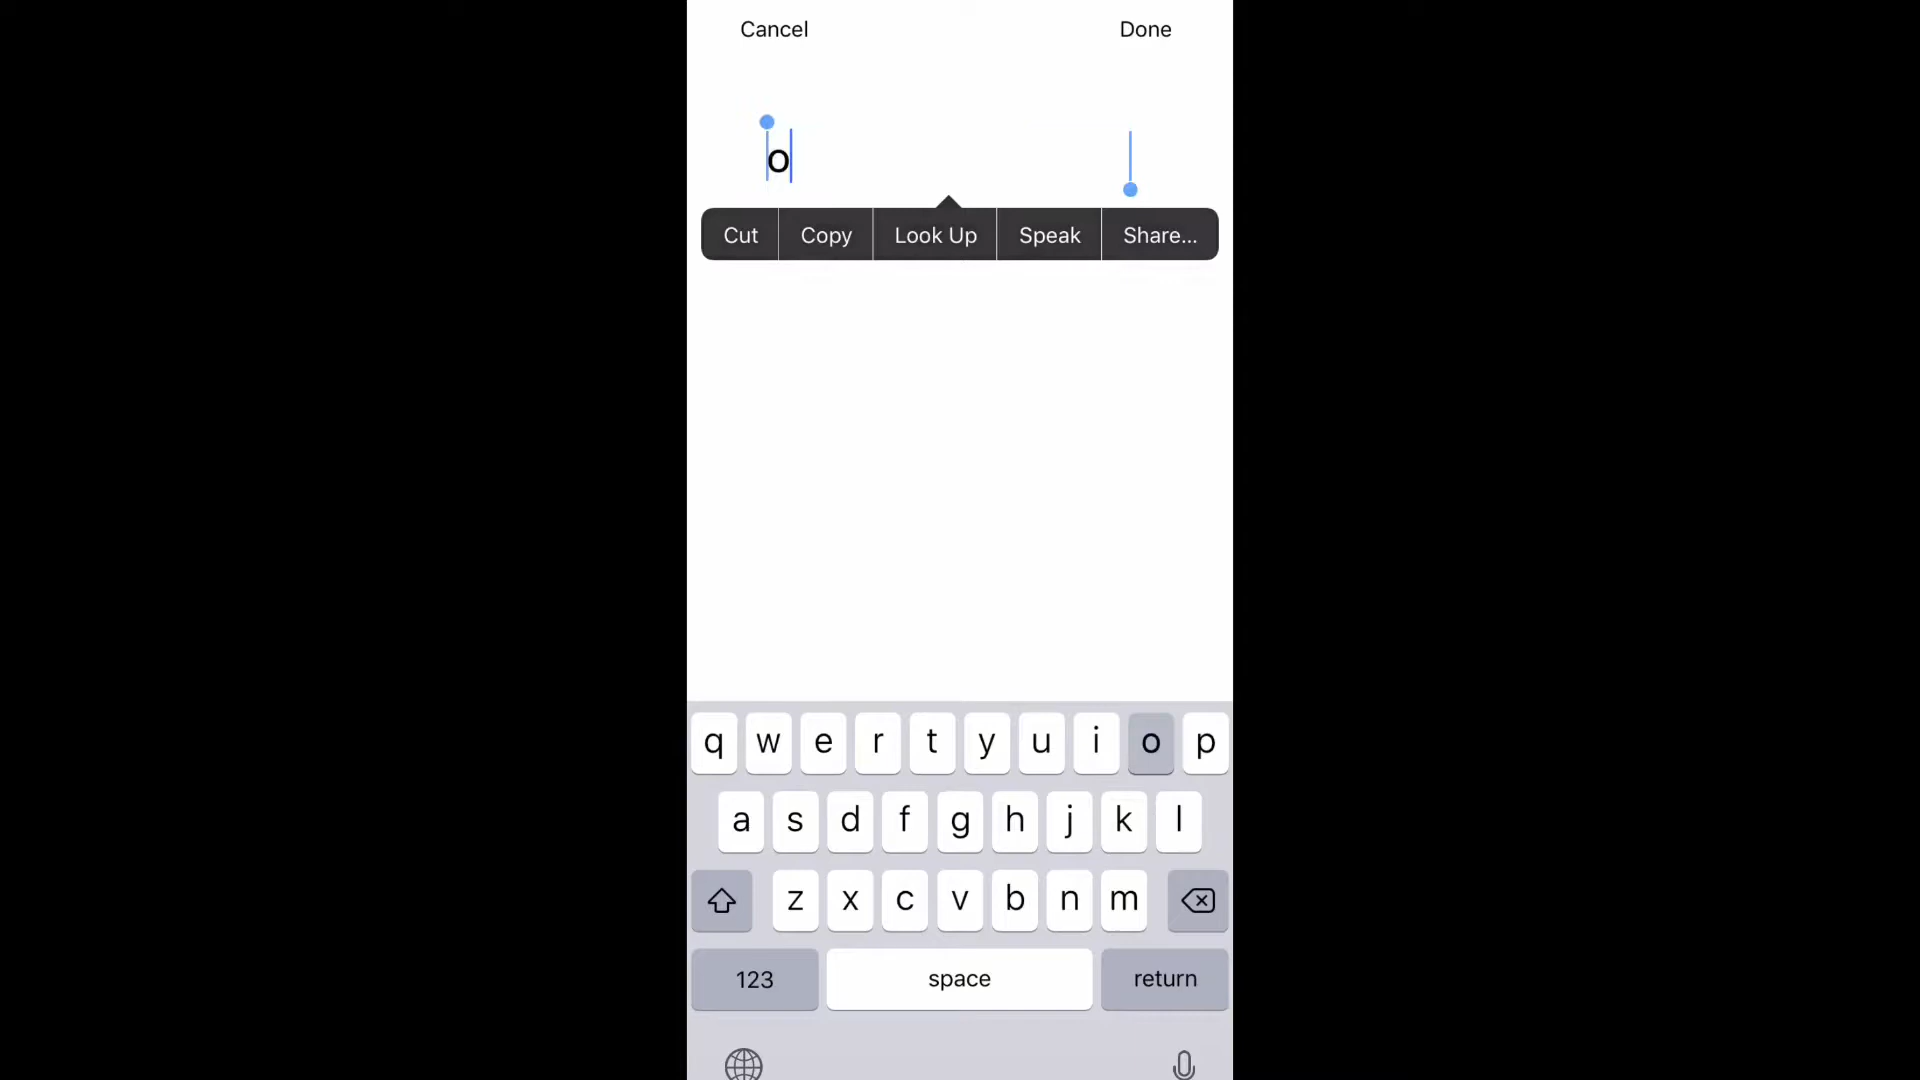 Cancel Done
o
Cut Copy Look Up Speak Share...
q w e r t y u i o p
a s d f g h j k l
z x c v b n m
123 space return